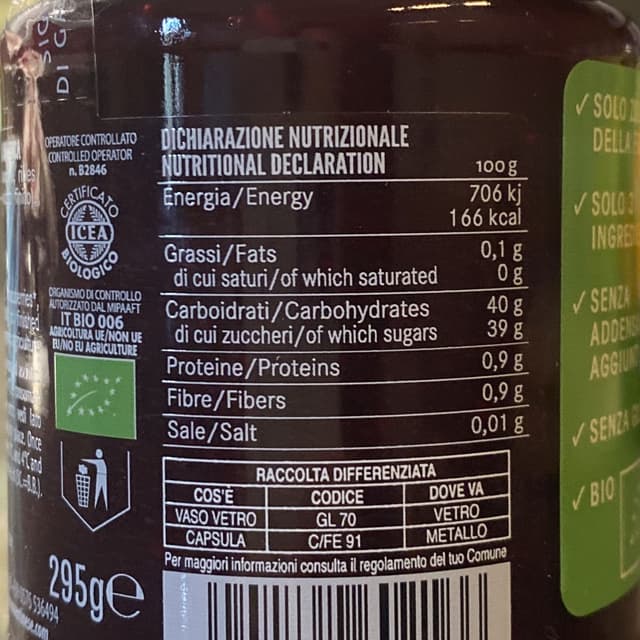 DI G
OPERATORE CONTROLLATO
CONTROLLED OPERATOR
n. B2846
CERTIFICATO
ICEA
BIOLOGICO
ORGANISMO DI CONTROLLO
AUTORIZZATO DAL MIPAAFT
IT BIO 006
AGRICOLTURA UE/NON UE
EU/NO EU AGRICULTURE
295g e
DICHIARAZIONE NUTRIZIONALE
NUTRITIONAL DECLARATION 100 g
Energia/Energy 706 kj
166 kcal
Grassi/Fats 0,1 g
di cui saturi/of which saturated 0 g
Carboidrati/Carbohydrates 40 g
di cui zuccheri/of which sugars 39 g
Proteine/Proteins 0,9 g
Fibre/Fibers 0,9 g
Sale/Salt 0,01 g
RACCOLTA DIFFERENZIATA
COS'È CODICE DOVE VA
VASO VETRO GL 70 VETRO
CAPSULA C/FE 91 METALLO
Per maggiori informazioni consulta il regolamento del tuo Comune
✓ SOLO
DELLA
✓ SOLO
INGRE
✓ SENZA
ADDEN
AGGIUN
✓ SENZA
✓ BIO